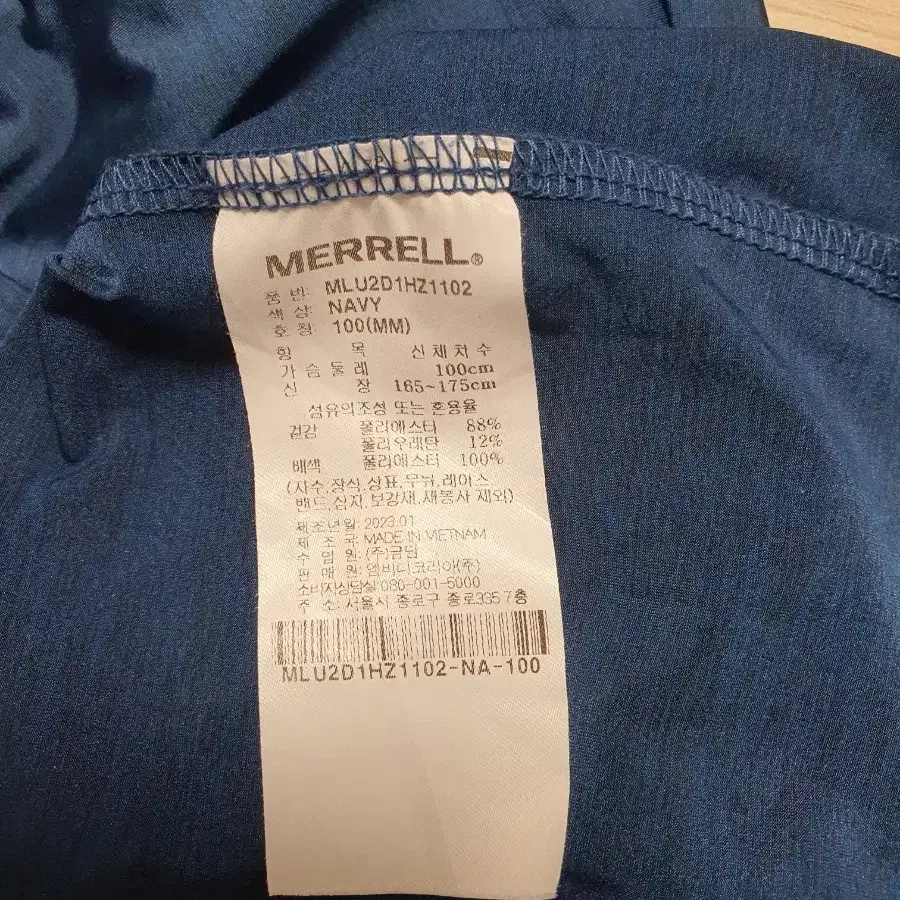 MERRELL®
품 번: MLU2D1HZ1102
색 상: NAVY
호 칭: 100(MM)
항 목 신체치수
가슴둘레 100cm
신 장 165~175cm
섬유의조성 또는 혼용율
겉감 폴리에스터 88%
폴리우레탄 12%
배색 폴리에스터 100%
(자수,장식,상표,무늬,레이스,
밴드,심지,보강재,재봉사 제외)
제조년월: 2023.01
제 조 국: MADE IN VIETNAM
수 입 원: (주)금담
판 매 원: 엠비디코리아(주)
소비자상담실:080-001-5000
주 소: 서울시 종로구 종로335 7층
MLU2D1HZ1102-NA-100